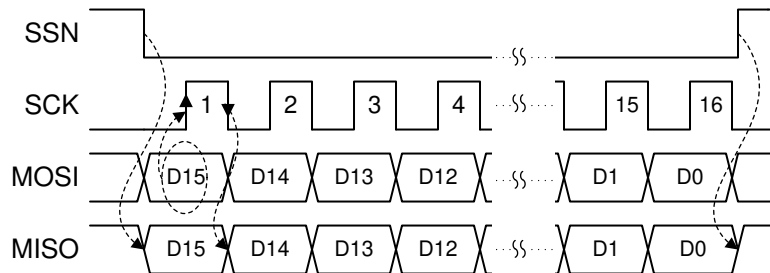 SSN
SCK 1 2 3 4 15 16
MOSI D15 D14 D13 D12 D1 D0
MISO D15 D14 D13 D12 D1 D0